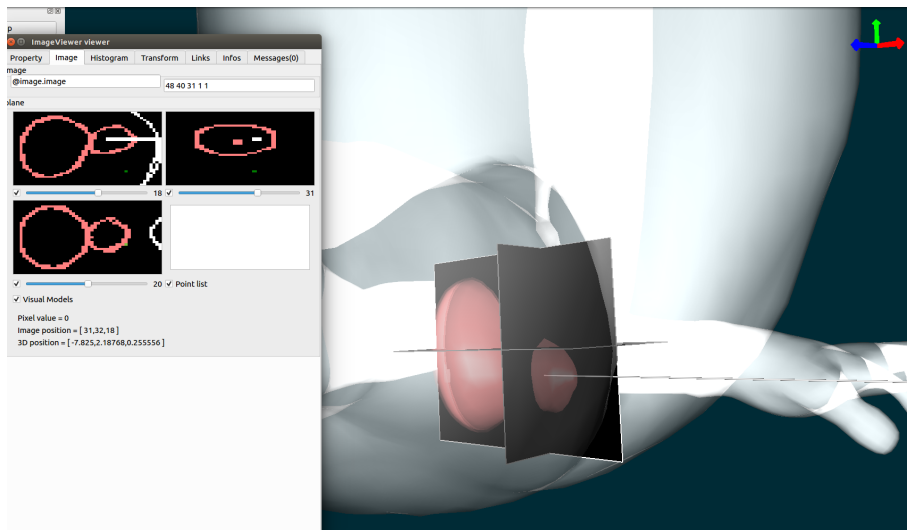 p
ImageViewer viewer
Property Image Histogram Transform Links Infos Messages(0)
Image
@image.image 48 40 31 1 1
plane
18 31
20 Point list
Visual Models
Pixel value = 0
Image position = [ 31,32,18 ]
3D position = [ -7.825,2.18768,0.255556 ]